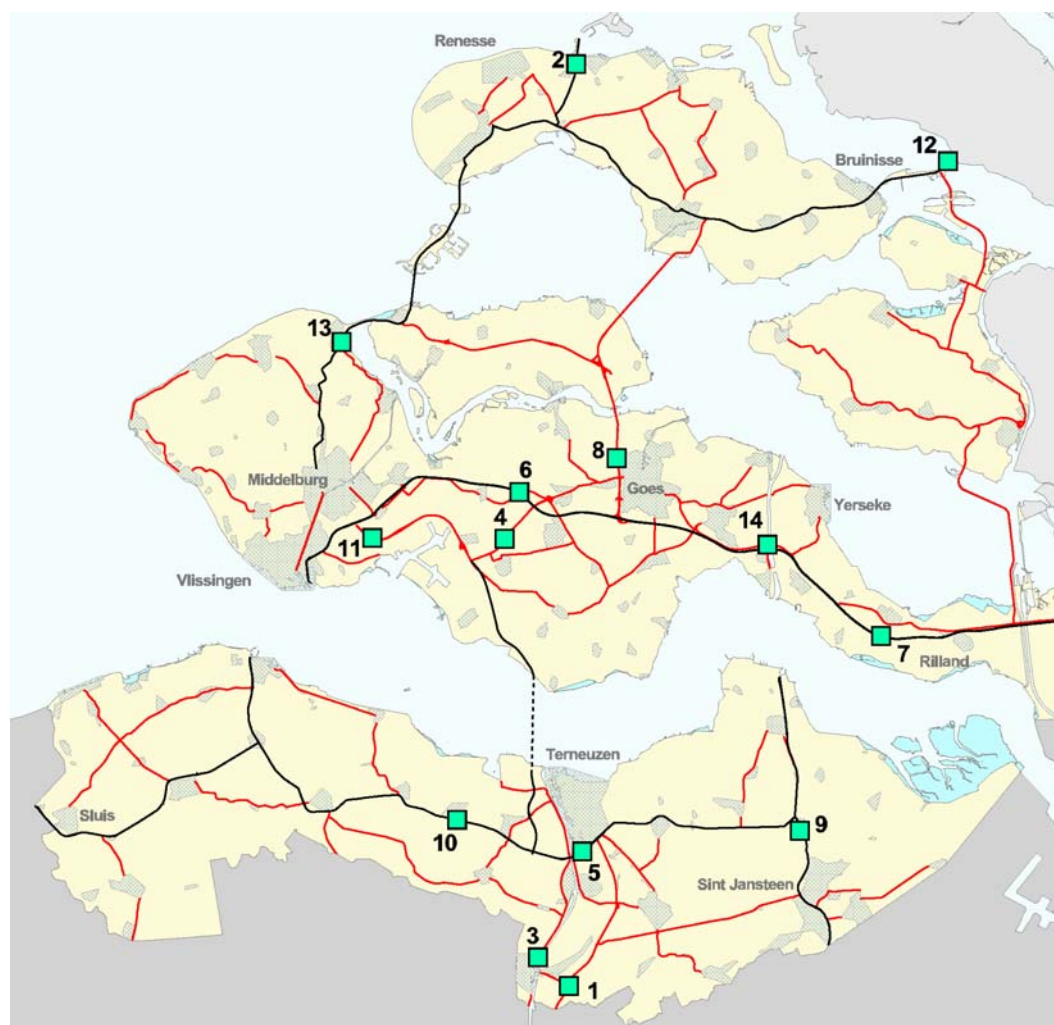 Renesse
2
12
Bruinisse
13
8
6
Middelburg
Goes
4
14
Yerseke
11
Vlissingen
7
Rilland
Terneuzen
Sluis
10
9
5
Sint Jansteen
3
1